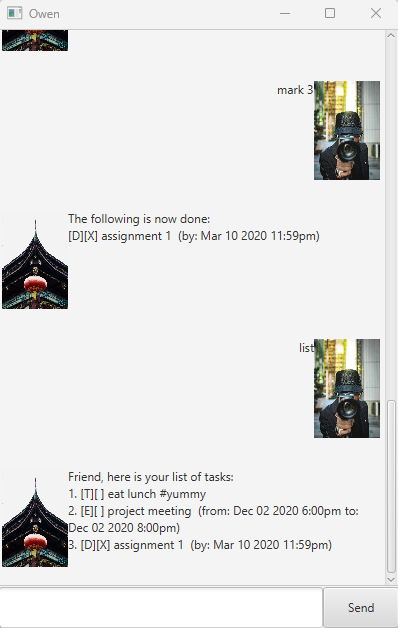 Owen
mark 3
The following is now done:
[D][X] assignment 1  (by: Mar 10 2020 11:59pm)
list
Friend, here is your list of tasks:
1. [T][ ] eat lunch #yummy
2. [E][ ] project meeting  (from: Dec 02 2020 6:00pm to:
Dec 02 2020 8:00pm)
3. [D][X] assignment 1  (by: Mar 10 2020 11:59pm)
Send